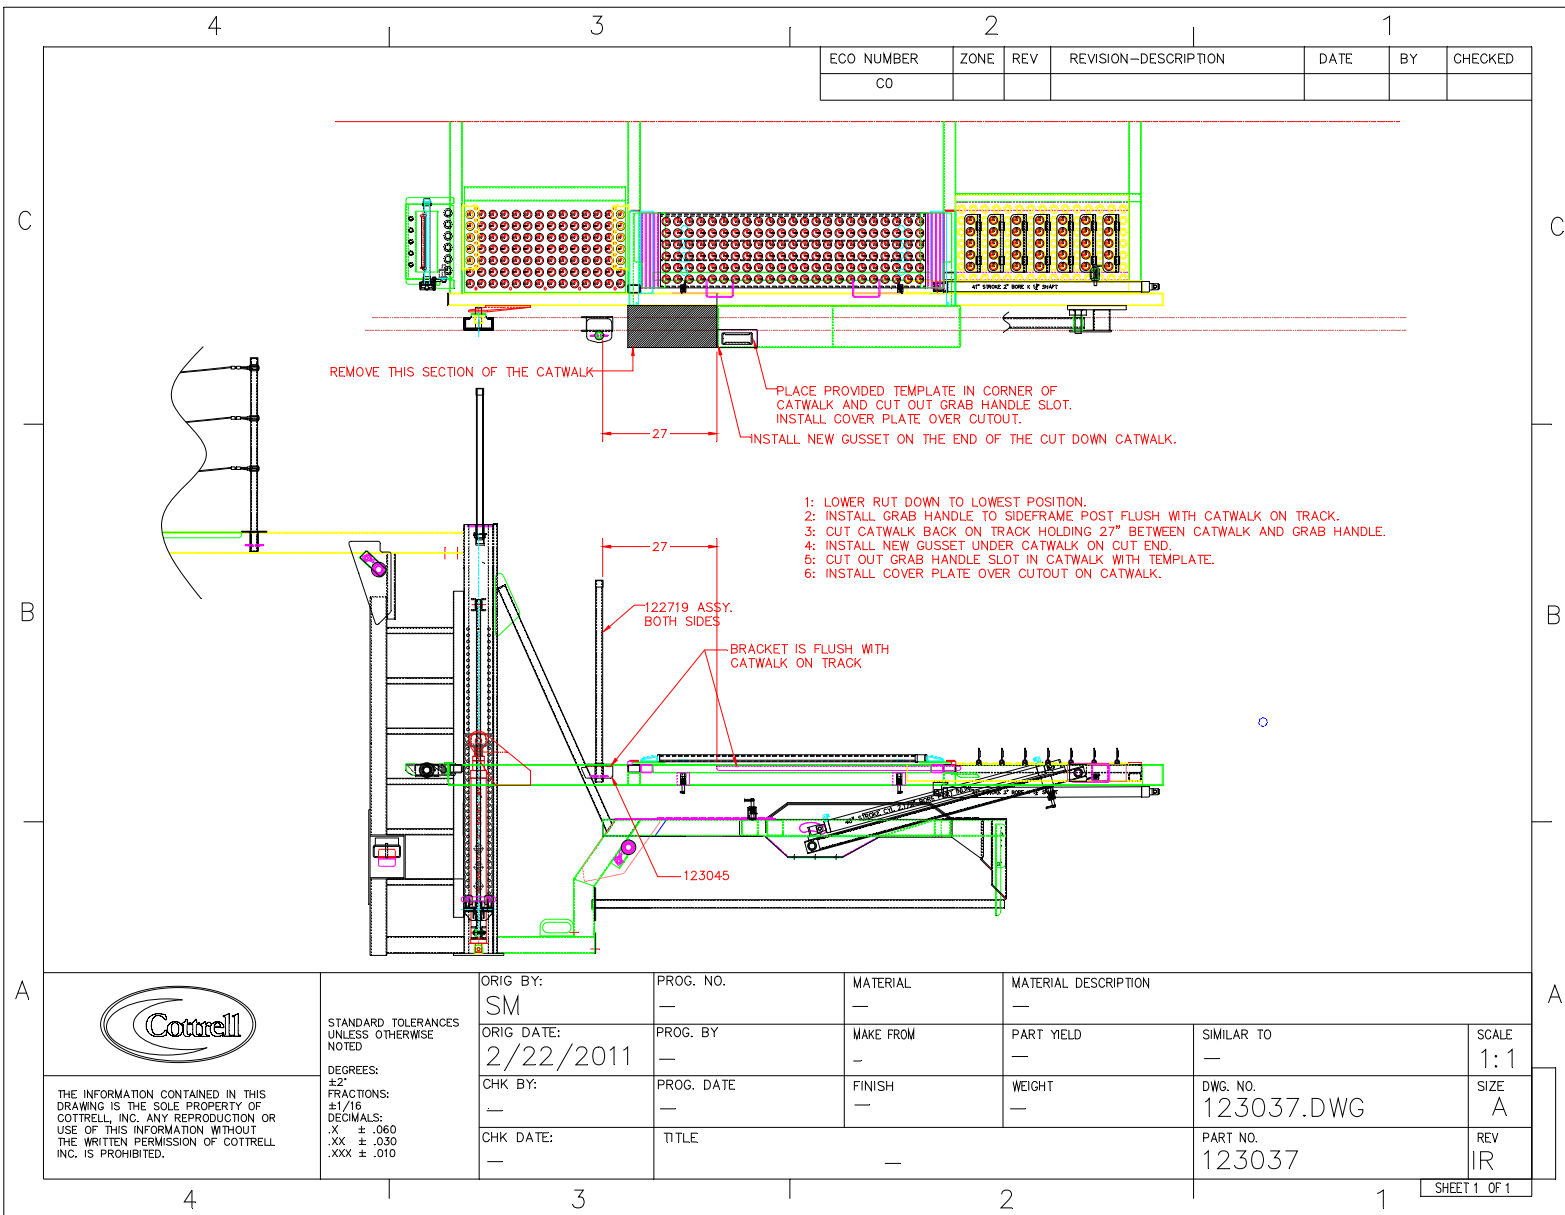 4 3 2 1
ECO NUMBER ZONE REV REVISION-DESCRIPTION DATE BY CHECKED
CO
C C
41" STROKE 2" BORE X 1½" SHAFT
REMOVE THIS SECTION OF THE CATWALK
PLACE PROVIDED TEMPLATE IN CORNER OF
CATWALK AND CUT OUT GRAB HANDLE SLOT.
INSTALL COVER PLATE OVER CUTOUT.
27
INSTALL NEW GUSSET ON THE END OF THE CUT DOWN CATWALK.
1: LOWER RUT DOWN TO LOWEST POSITION.
2: INSTALL GRAB HANDLE TO SIDEFRAME POST FLUSH WITH CATWALK ON TRACK.
3: CUT CATWALK BACK ON TRACK HOLDING 27" BETWEEN CATWALK AND GRAB HANDLE.
4: INSTALL NEW GUSSET UNDER CATWALK ON CUT END.
5: CUT OUT GRAB HANDLE SLOT IN CATWALK WITH TEMPLATE.
6: INSTALL COVER PLATE OVER CUTOUT ON CATWALK.
27
B B
122719 ASSY.
BOTH SIDES
BRACKET IS FLUSH WITH
CATWALK ON TRACK
123045
A A
Cottrell
THE INFORMATION CONTAINED IN THIS
DRAWING IS THE SOLE PROPERTY OF
COTTRELL, INC. ANY REPRODUCTION OR
USE OF THIS INFORMATION WITHOUT
THE WRITTEN PERMISSION OF COTTRELL
INC. IS PROHIBITED.
STANDARD TOLERANCES
UNLESS OTHERWISE
NOTED
DEGREES:
±2°
FRACTIONS:
±1/16
DECIMALS:
.X ± .060
.XX ± .030
.XXX ± .010
ORIG BY: PROG. NO. MATERIAL MATERIAL DESCRIPTION
SM — — —
ORIG DATE: PROG. BY MAKE FROM PART YIELD SIMILAR TO SCALE
2/22/2011 — - — — 1:1
CHK BY: PROG. DATE FINISH WEIGHT DWG. NO. SIZE
— — — — 123037.DWG A
CHK DATE: TITLE PART NO. REV
— — 123037 IR
SHEET 1 OF 1
4 3 2 1